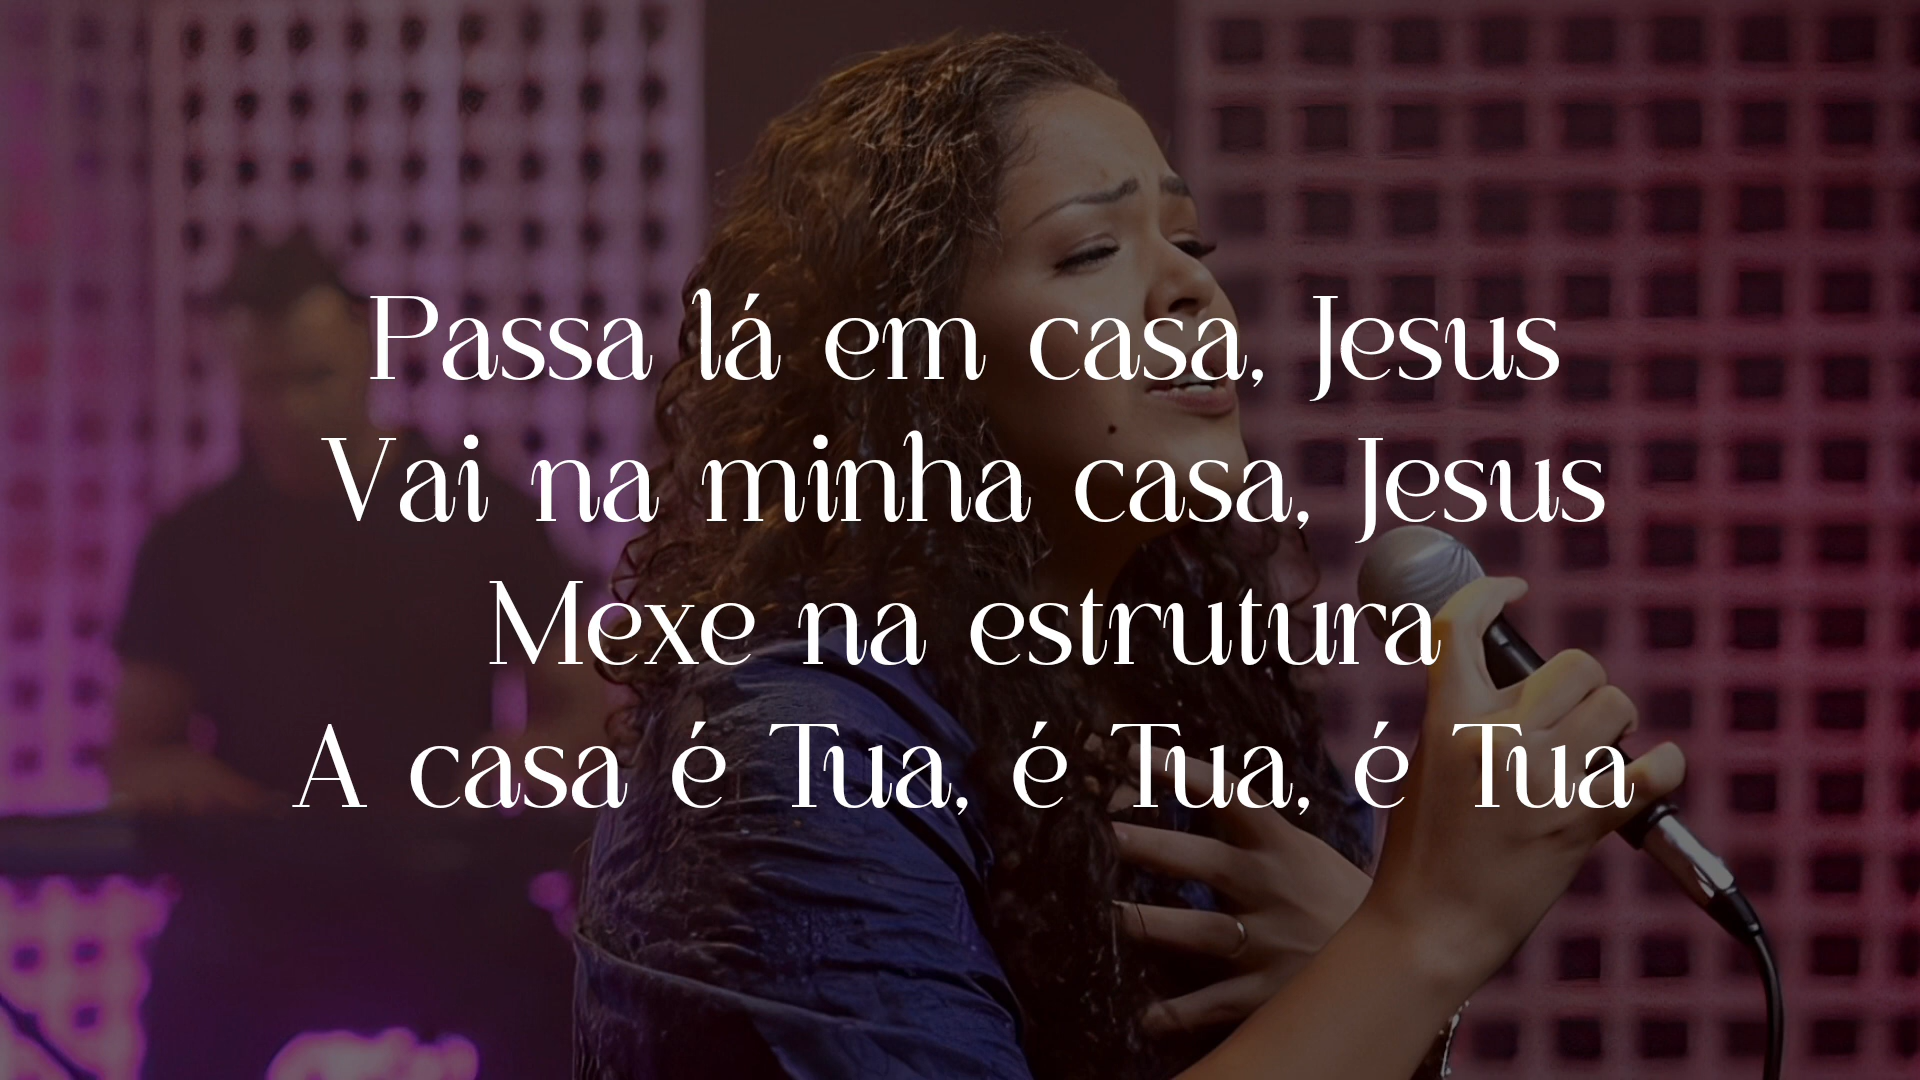 Passa lá em casa, Jesus
Vai na minha casa, Jesus
Mexe na estrutura
A casa é Tua, é Tua, é Tua